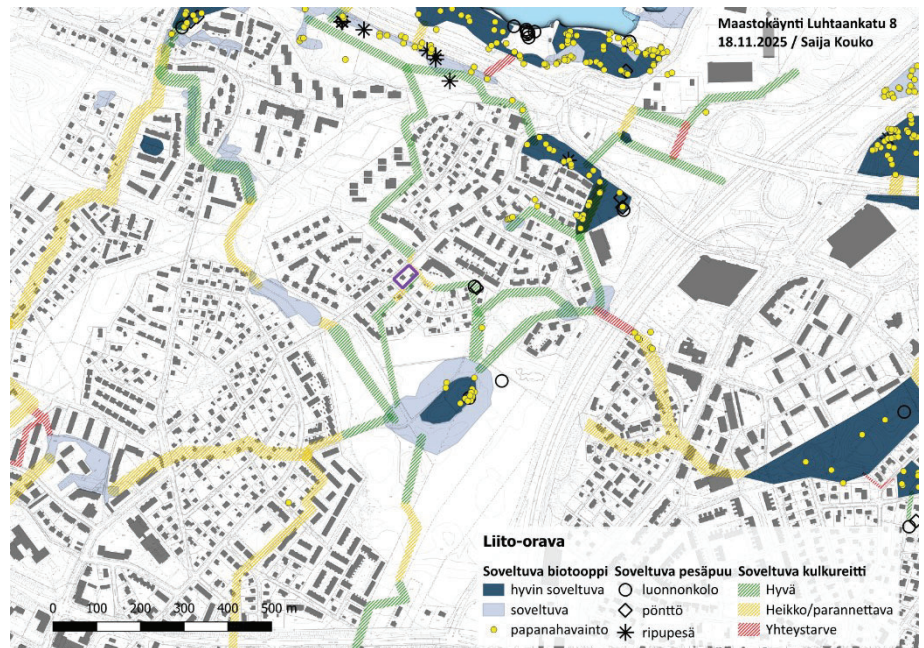 Maastokäynti Luhtaankatu 8
18.11.2025 / Saija Kouko
Liito-orava
Soveltuva biotooppi Soveltuva pesäpuu Soveltuva kulkureitti
hyvin soveltuva luonnonkolo Hyvä
soveltuva pönttö Heikko/parannettava
papanahavainto ripupesä Yhteystarve
0 100 200 300 400 500 m